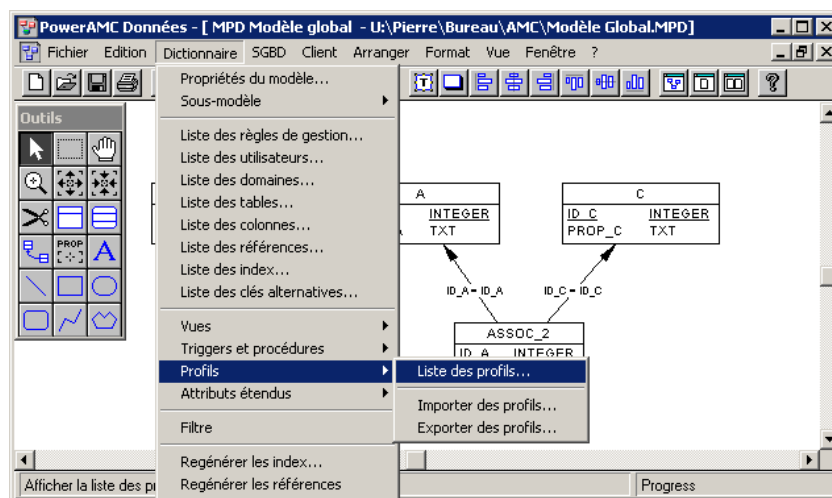 PowerAMC Données - [ MPD Modèle global - U:\Pierre\Bureau\AMC\Modèle Global.MPD]
Fichier Edition Dictionnaire SGBD Client Arranger Format Vue Fenêtre ?
Outils
PROP
A
Propriétés du modèle...
Sous-modèle
Liste des règles de gestion...
Liste des utilisateurs...
Liste des domaines...
Liste des tables...
Liste des colonnes...
Liste des références...
Liste des index...
Liste des clés alternatives...
Vues
Triggers et procédures
Profils
Attributs étendus
Filtre
Regénérer les index...
Regénérer les références
Liste des profils...
Importer des profils...
Exporter des profils...
A
INTEGER
TXT
C
ID_C INTEGER
PROP_C TXT
ID_A = ID_A
ID_C = ID_C
ASSOC_2
ID_A INTEGER
Afficher la liste des pr
Progress